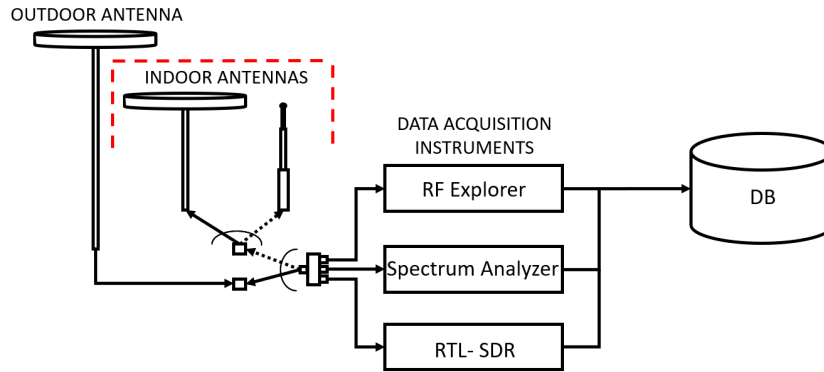 OUTDOOR ANTENNA
INDOOR ANTENNAS
DATA ACQUISITION
INSTRUMENTS
RF Explorer
DB
Spectrum Analyzer
RTL- SDR